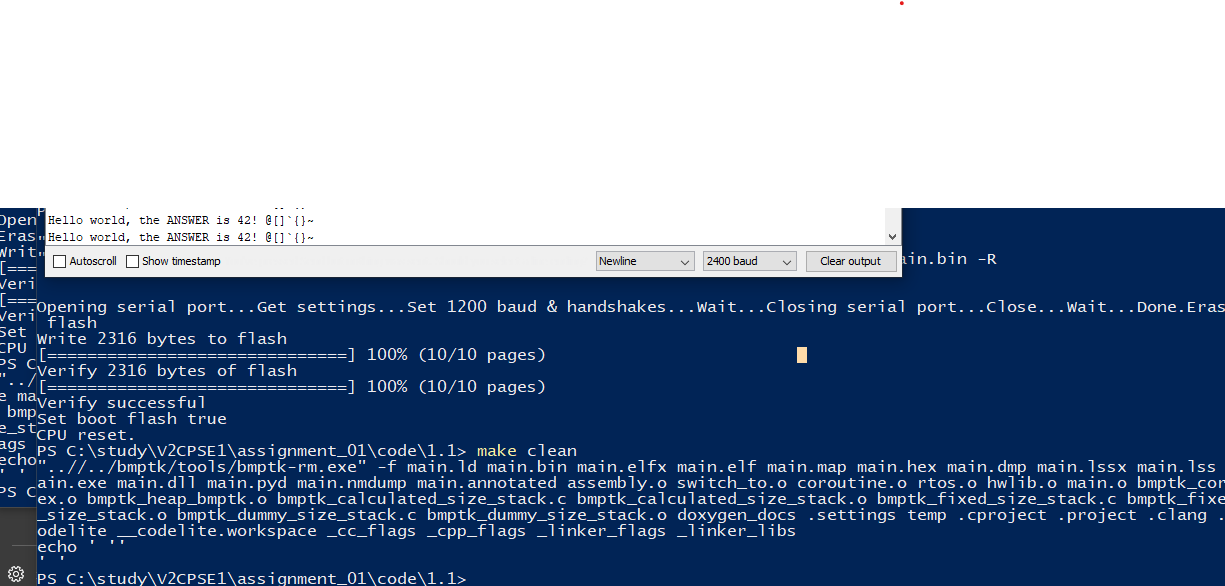 Hello world, the ANSWER is 42! @[]`{}~
Hello world, the ANSWER is 42! @[]`{}~
Autoscroll Show timestamp Newline 2400 baud Clear output
ain.bin -R
Opening serial port...Get settings...Set 1200 baud & handshakes...Wait...Closing serial port...Close...Wait...Done.Eras
flash
Write 2316 bytes to flash
[==============================] 100% (10/10 pages)
Verify 2316 bytes of flash
[==============================] 100% (10/10 pages)
Verify successful
Set boot flash true
CPU reset.
PS C:\study\V2CPSE1\assignment_01\code\1.1> make clean
"..//../bmptk/tools/bmptk-rm.exe" -f main.ld main.bin main.elfx main.elf main.map main.hex main.dmp main.lssx main.lss
ain.exe main.dll main.pyd main.nmdump main.annotated assembly.o switch_to.o coroutine.o rtos.o hwlib.o main.o bmptk_cor
ex.o bmptk_heap_bmptk.o bmptk_calculated_size_stack.c bmptk_calculated_size_stack.o bmptk_fixed_size_stack.c bmptk_fixe
_size_stack.o bmptk_dummy_size_stack.c bmptk_dummy_size_stack.o doxygen_docs .settings temp .cproject .project .clang .
odelite __codelite.workspace _cc_flags _cpp_flags _linker_flags _linker_libs
echo ' ''
' '
PS C:\study\V2CPSE1\assignment_01\code\1.1>
Open
Eras
Writ
[===
Veri
[===
Veri
Set
CPU
PS C
"../
e ma
bmp
e_st
ags
echo
' '
PS C